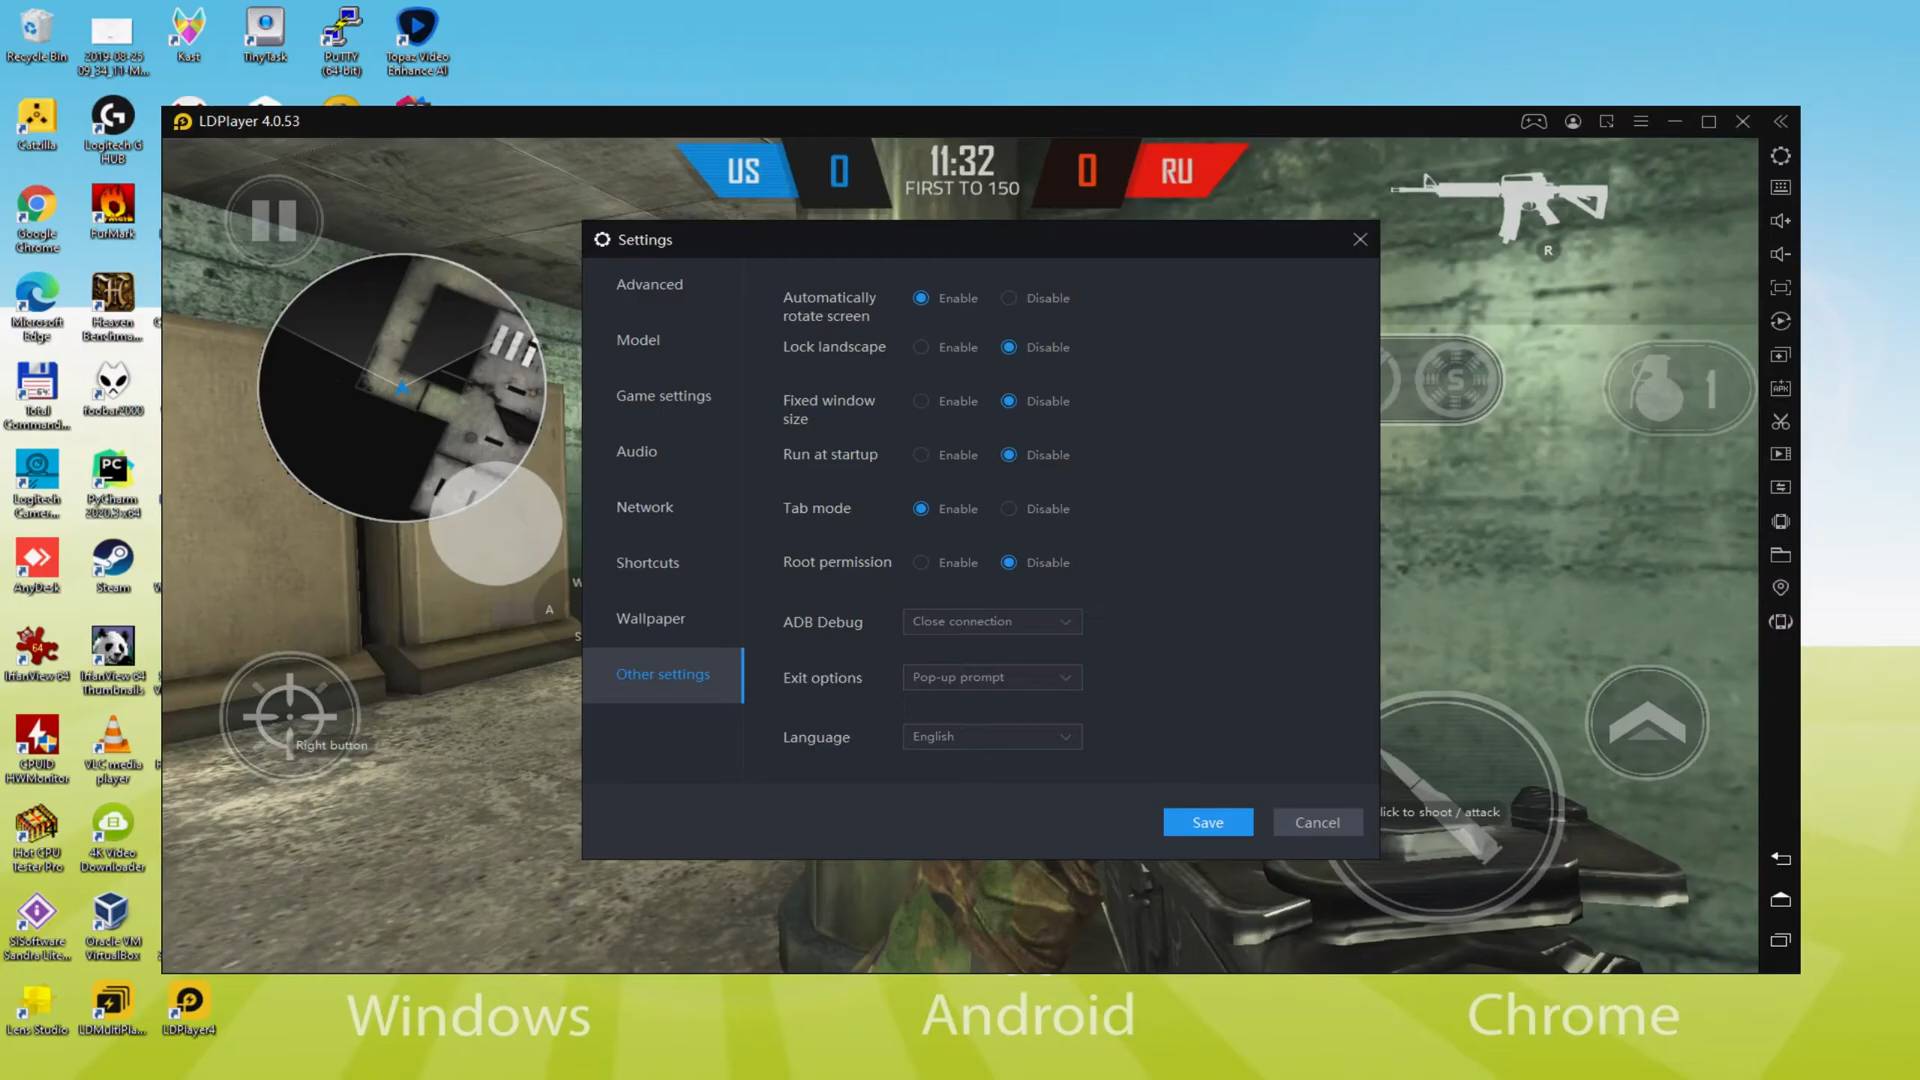 Recycle Bin
2019-08-25
09_34_11-M...
Kast
TinyTask
PuTTY
(64-bit)
Topaz Video
Enhance AI
Catzilla
Logitech G
HUB
Google
Chrome
FurMark
Microsoft
Edge
Heaven
Benchma...
Total
Command...
foobar2000
Logitech
Camer...
PyCharm
2020.3 x64
AnyDesk
Steam
IrfanView 64
IrfanView 64
Thumbnails
CPUID
HWMonitor
VLC media
player
Hot CPU
Tester Pro
4K Video
Downloader
SiSoftware
Sandra Lite...
Oracle VM
VirtualBox
Lens Studio
LDMultiPla...
LDPlayer4
LDPlayer 4.0.53
US
0
11:32
FIRST TO 150
0
RU
R
1
S
W
A
S
Right button
lick to shoot / attack
APK
Settings
Advanced
Model
Game settings
Audio
Network
Shortcuts
Wallpaper
Other settings
Automatically
rotate screen
Enable Disable
Lock landscape Enable Disable
Fixed window
size
Enable Disable
Run at startup Enable Disable
Tab mode Enable Disable
Root permission Enable Disable
ADB Debug Close connection
Exit options Pop-up prompt
Language English
Save Cancel
Windows
Android
Chrome